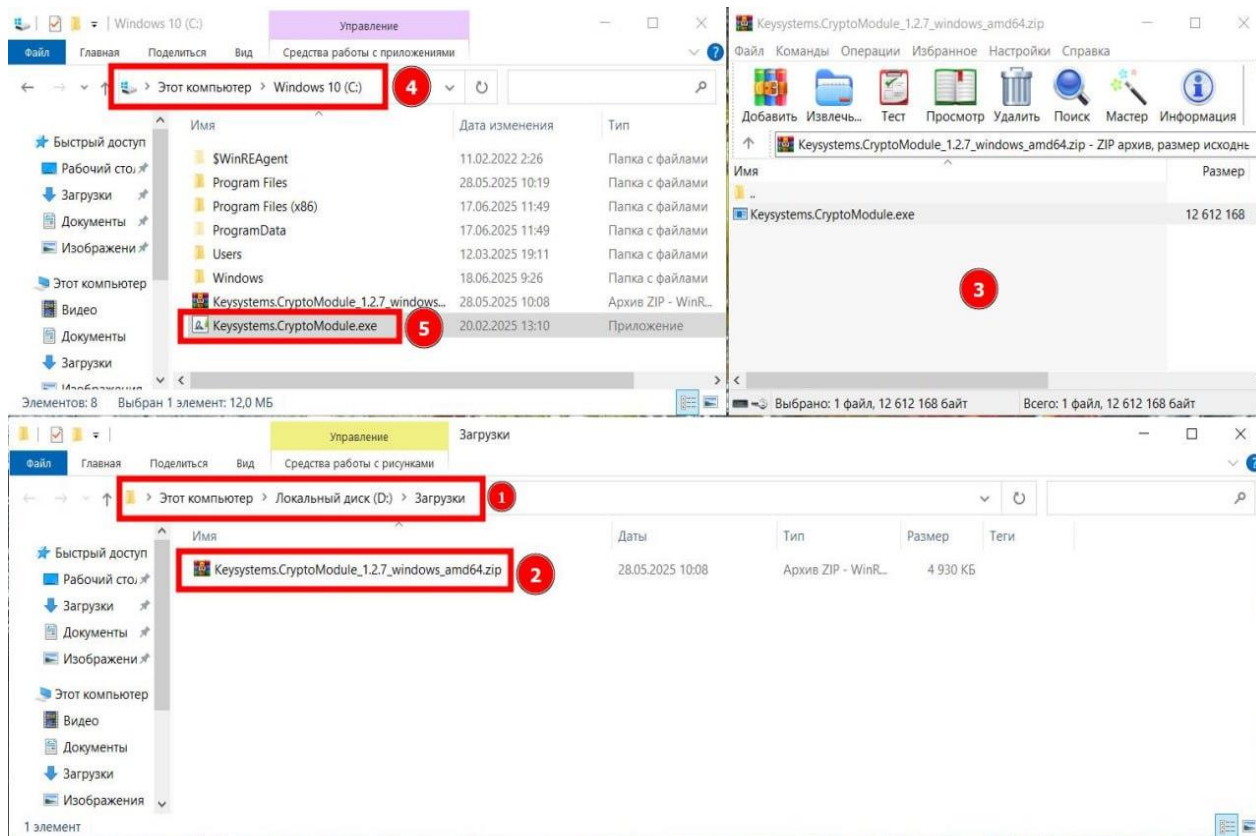 Windows 10 (C:)
Управление
Файл Главная Поделиться Вид Средства работы с приложениями
Этот компьютер > Windows 10 (C:)
4
Имя Дата изменения Тип
Быстрый доступ
Рабочий сто
Загрузки
Документы
Изображени
Этот компьютер
Видео
Документы
Загрузки
$WinREAgent 11.02.2022 2:26 Папка с файлами
Program Files 28.05.2025 10:19 Папка с файлами
Program Files (x86) 17.06.2025 11:49 Папка с файлами
ProgramData 17.06.2025 11:49 Папка с файлами
Users 12.03.2025 19:11 Папка с файлами
Windows 18.06.2025 9:26 Папка с файлами
Keysystems.CryptoModule_1.2.7_windows... 28.05.2025 10:08 Архив ZIP - WinR...
Keysystems.CryptoModule.exe 5 20.02.2025 13:10 Приложение
Элементов: 8 Выбран 1 элемент: 12,0 МБ
Keysystems.CryptoModule_1.2.7_windows_amd64.zip
Файл Команды Операции Избранное Настройки Справка
Добавить Извлечь... Тест Просмотр Удалить Поиск Мастер Информация
Keysystems.CryptoModule_1.2.7_windows_amd64.zip - ZIP архив, размер исходнь
Имя Размер
..
Keysystems.CryptoModule.exe 12 612 168
3
Выбрано: 1 файл, 12 612 168 байт Всего: 1 файл, 12 612 168 байт
Управление Загрузки
Файл Главная Поделиться Вид Средства работы с рисунками
Этот компьютер > Локальный диск (D:) > Загрузки
1
Имя Даты Тип Размер Теги
Keysystems.CryptoModule_1.2.7_windows_amd64.zip 2 28.05.2025 10:08 Архив ZIP - WinR... 4 930 КБ
Быстрый доступ
Рабочий сто
Загрузки
Документы
Изображени
Этот компьютер
Видео
Документы
Загрузки
Изображения
1 элемент